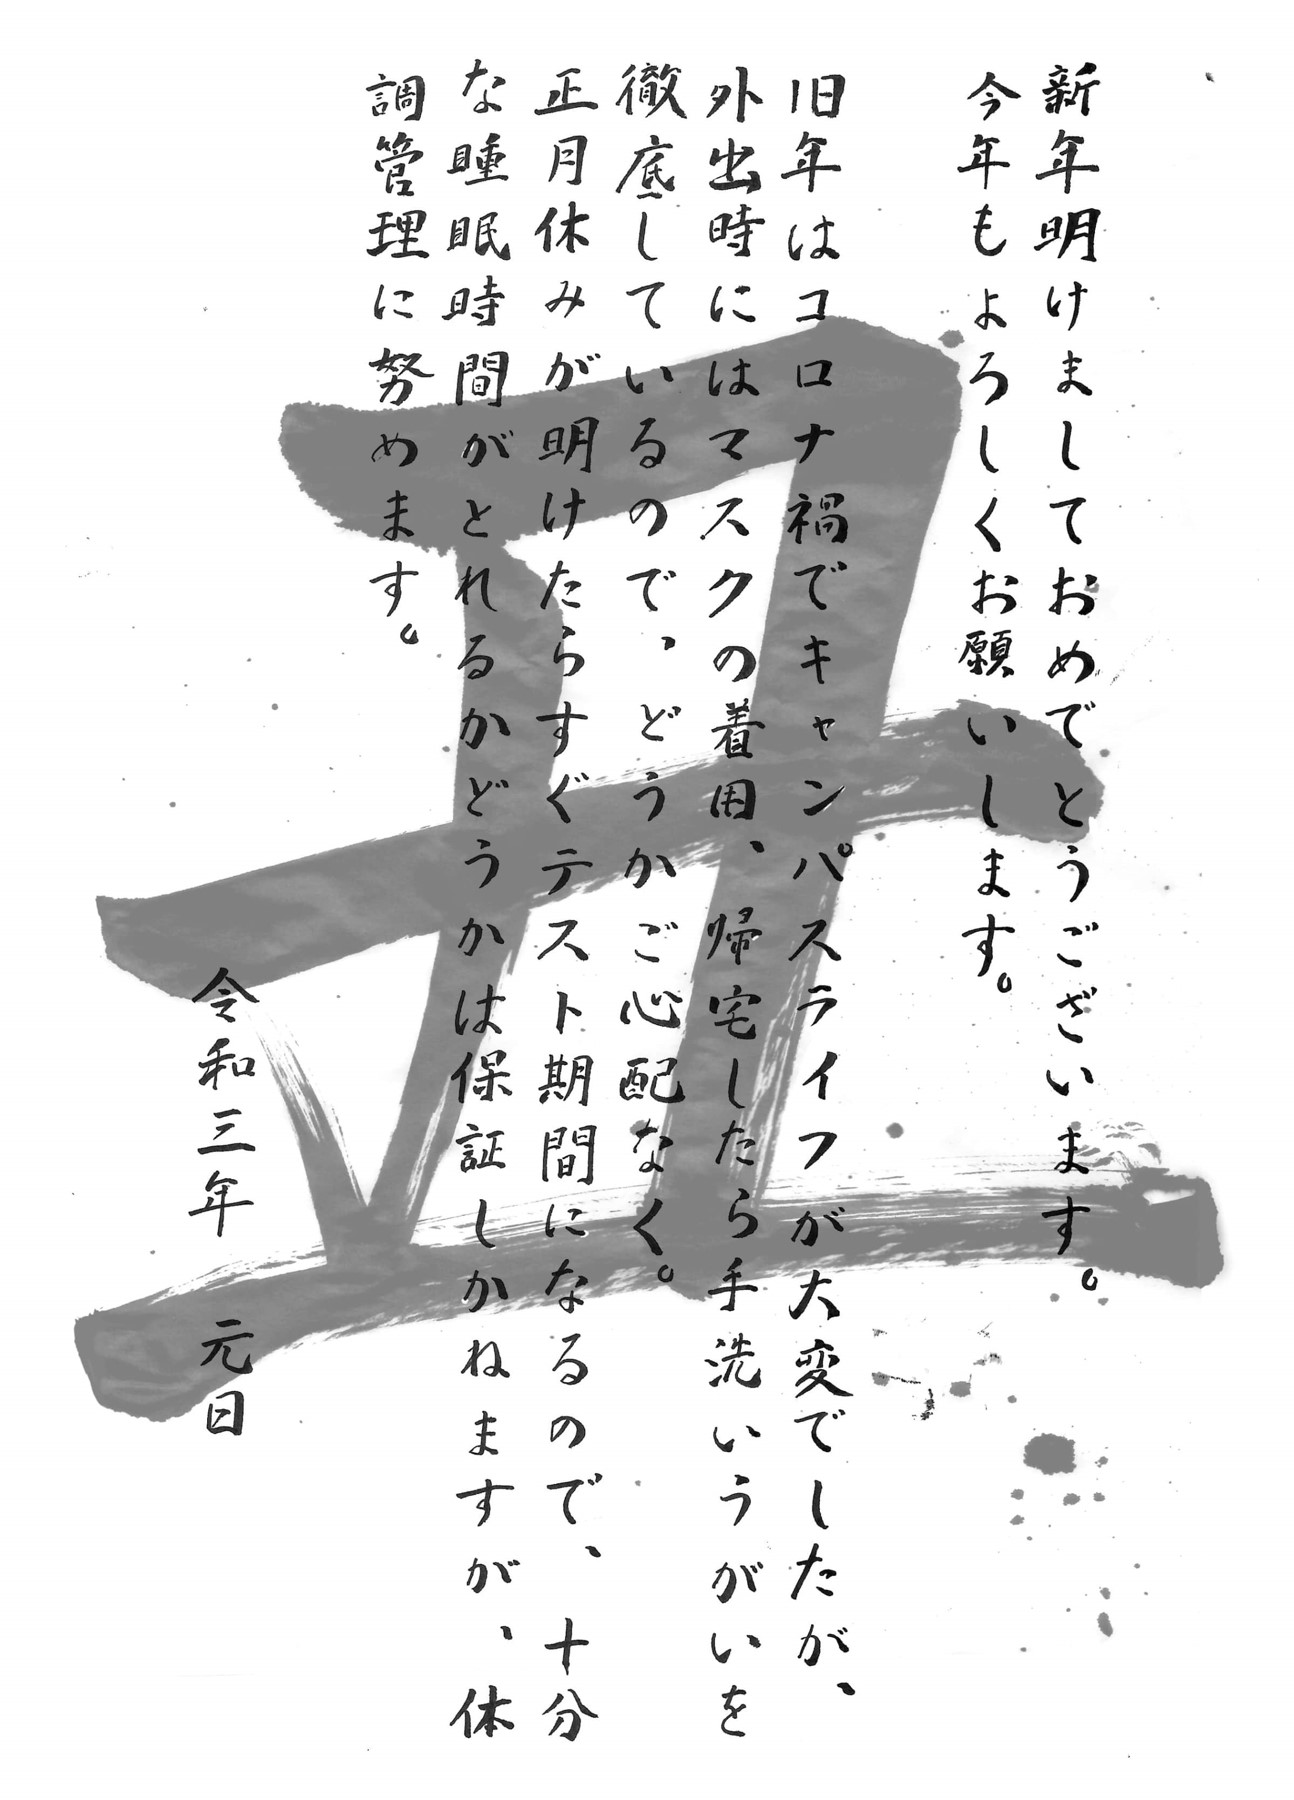 新年明けましておめでとうございます。
今年もよろしくお願いします。
旧年はコロナ禍でキャンパスライフが大変でしたが、
外出時にはマスクの着用、帰宅したら手洗いうがいを
徹底しているので、どうかご心配なく。
正月休みが明けたらすぐテスト期間になるので、十分
な睡眠時間がとれるかどうかは保証しかねますが、休
調管理に努めます。
令和三年 元日
丑